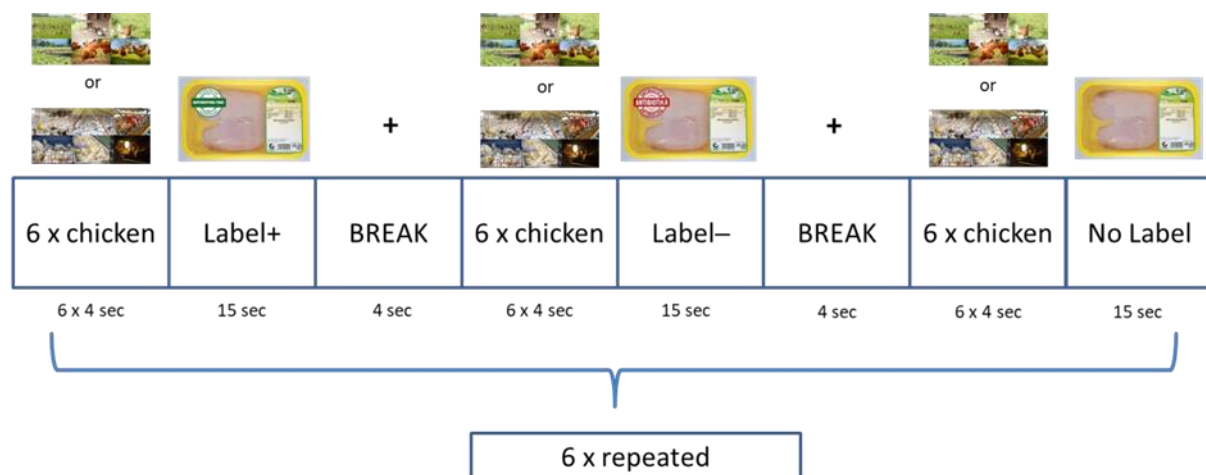 or
+
or
+
or
ANTIBIOTIKA
6 x chicken
Label+
BREAK
6 x chicken
Label–
BREAK
6 x chicken
No Label
6 x 4 sec
15 sec
4 sec
6 x 4 sec
15 sec
4 sec
6 x 4 sec
15 sec
6 x repeated